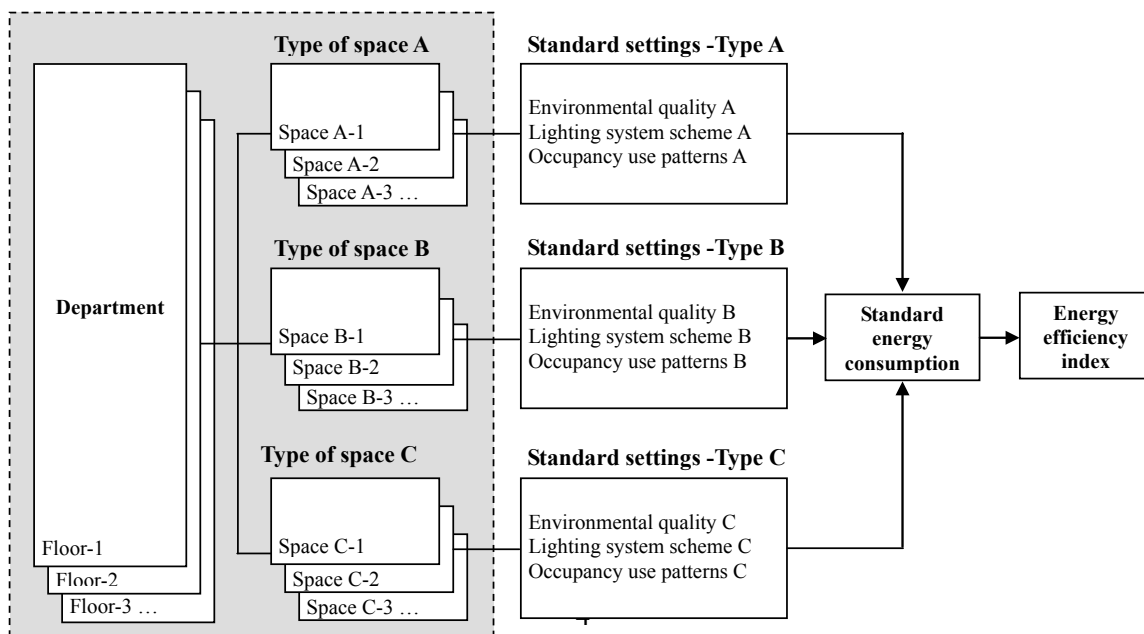 Type of space A
Standard settings -Type A
Space A-1
Space A-2
Space A-3 ...
Environmental quality A
Lighting system scheme A
Occupancy use patterns A
Department
Floor-1
Floor-2
Floor-3 ...
Type of space B
Standard settings -Type B
Space B-1
Space B-2
Space B-3 ...
Environmental quality B
Lighting system scheme B
Occupancy use patterns B
Standard
energy
consumption
Energy
efficiency
index
Type of space C
Standard settings -Type C
Space C-1
Space C-2
Space C-3 ...
Environmental quality C
Lighting system scheme C
Occupancy use patterns C